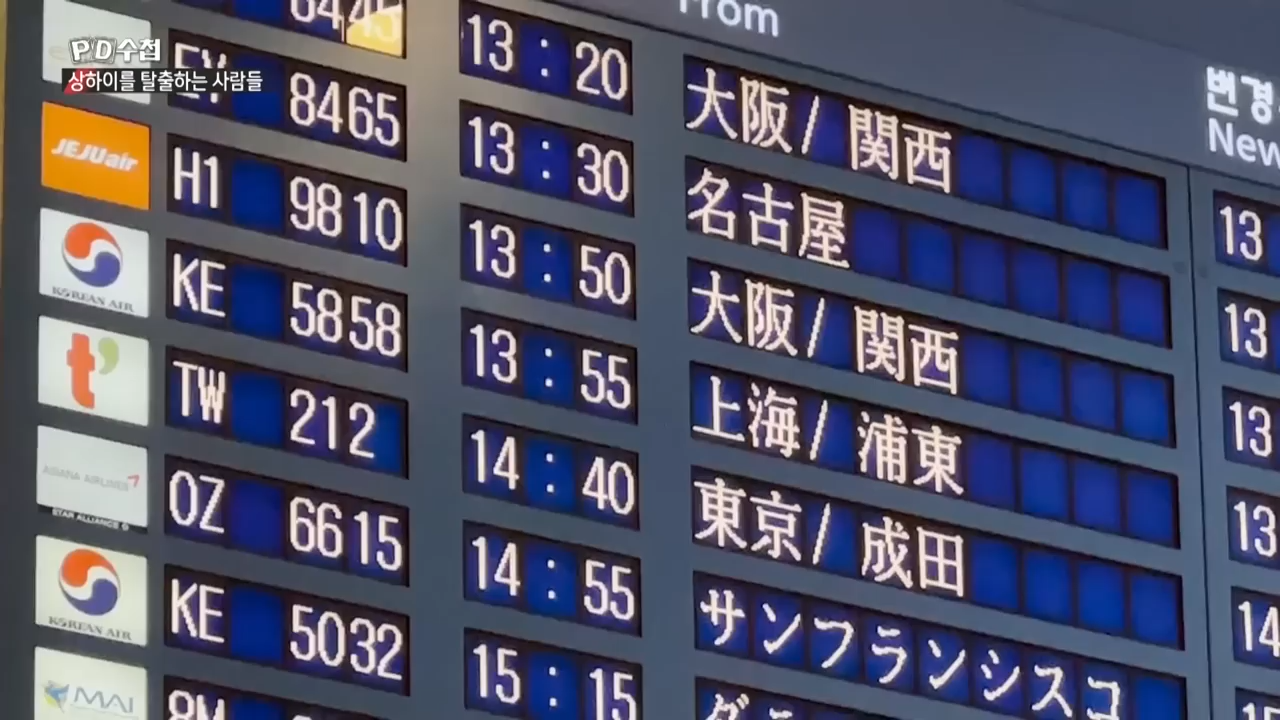 PD수첩
상하이를 탈출하는 사람들
From
변경
New
13:20 大阪/関西 13
8465 13:30 名古屋 13
JEJUair H1 9810 13:50 大阪/関西 13
KOREAN AIR KE 5858 13:55 上海/浦東 13
t' TW 212 14:40 東京/成田 14
ASIANA AIRLINES STAR ALLIANCE OZ 6615 14:55 サンフランシスコ
KOREAN AIR KE 5032 15:15
MAI 8M